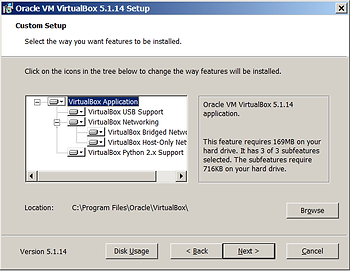 Oracle VM VirtualBox 5.1.14 Setup
Custom Setup
Select the way you want features to be installed.
Click on the icons in the tree below to change the way features will be installed.
VirtualBox Application
VirtualBox USB Support
VirtualBox Networking
VirtualBox Bridged Netw
VirtualBox Host-Only Net
VirtualBox Python 2.x Support
Oracle VM VirtualBox 5.1.14
application.
This feature requires 169MB on your
hard drive. It has 3 of 3 subfeatures
selected. The subfeatures require
716KB on your hard drive.
Location: C:\Program Files\Oracle\VirtualBox\
Browse
Version 5.1.14 Disk Usage < Back Next > Cancel